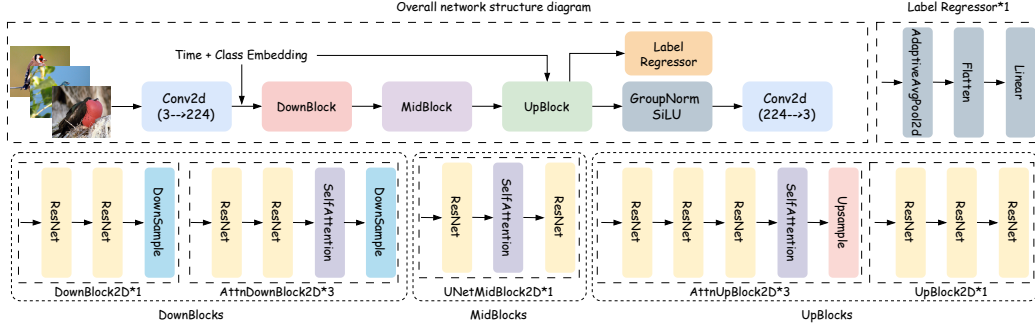 Overall network structure diagram
Label Regressor*1
Time + Class Embedding
Label
Regressor
Conv2d
(3-->224)
DownBlock
MidBlock
UpBlock
GroupNorm
SiLU
Conv2d
(224-->3)
AdaptiveAvgPool2d
Flatten
Linear
ResNet
ResNet
DownSample
ResNet
ResNet
SelfAttention
DownSample
ResNet
SelfAttention
ResNet
ResNet
ResNet
ResNet
SelfAttention
Upsample
ResNet
ResNet
ResNet
DownBlock2D*1
AttnDownBlock2D*3
UNetMidBlock2D*1
AttnUpBlock2D*3
UpBlock2D*1
DownBlocks
MidBlocks
UpBlocks